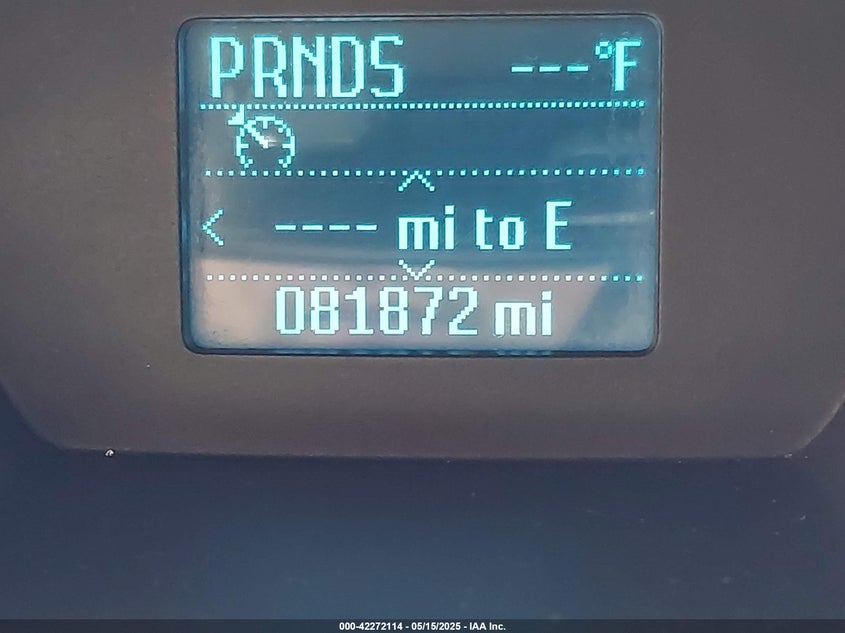 PRNDS ---°F
< ---- mi to E
081872 mi
000-42272114 - 05/15/2025 - IAA Inc.